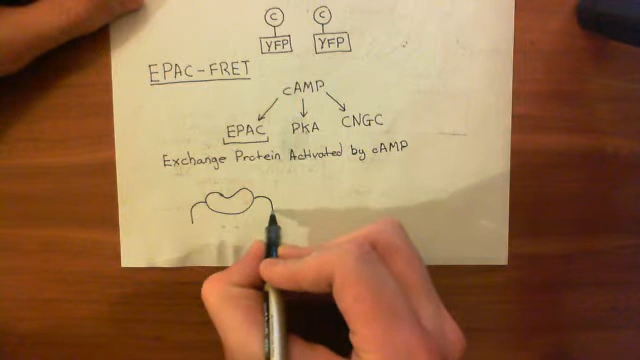 C C
YFP YFP
EPAC-FRET
cAMP
EPAC PKA CNGC
Exchange Protein Activated by cAMP